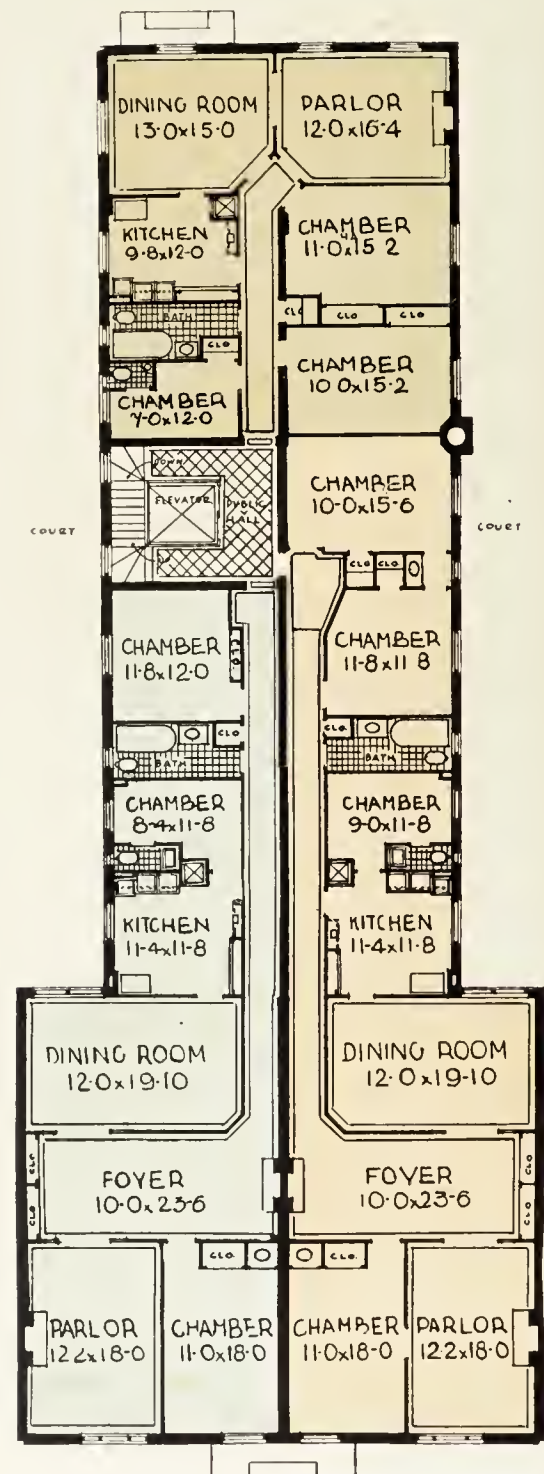 DINING ROOM
13-0x15-0
PARLOR
12-0x16-4
KITCHEN
9-8x12-0
CHAMBER
11-0x15-2
CLO
CLO
CLO
BATH
CLO
CHAMBER
7-0x12-0
CHAMBER
10-0x15-2
DOWN
ELEVATOR
PUBLIC
HALL
UP
CHAMBER
10-0x15-6
COURT
COURT
CLO
CLO
CHAMBER
11-8x12-0
CHAMBER
11-8x11-8
CLO
BATH
CLO.
BATH
CHAMBER
8-4x11-8
CHAMBER
9-0x11-8
KITCHEN
11-4x11-8
KITCHEN
11-4x11-8
DINING ROOM
12-0x19-10
DINING ROOM
12-0x19-10
CLO
CLO
FOYER
10-0x23-6
FOYER
10-0x23-6
CLO
CLO
CLO.
CLO.
PARLOR
12-2x18-0
CHAMBER
11-0x18-0
CHAMBER
11-0x18-0
PARLOR
12-2x18-0